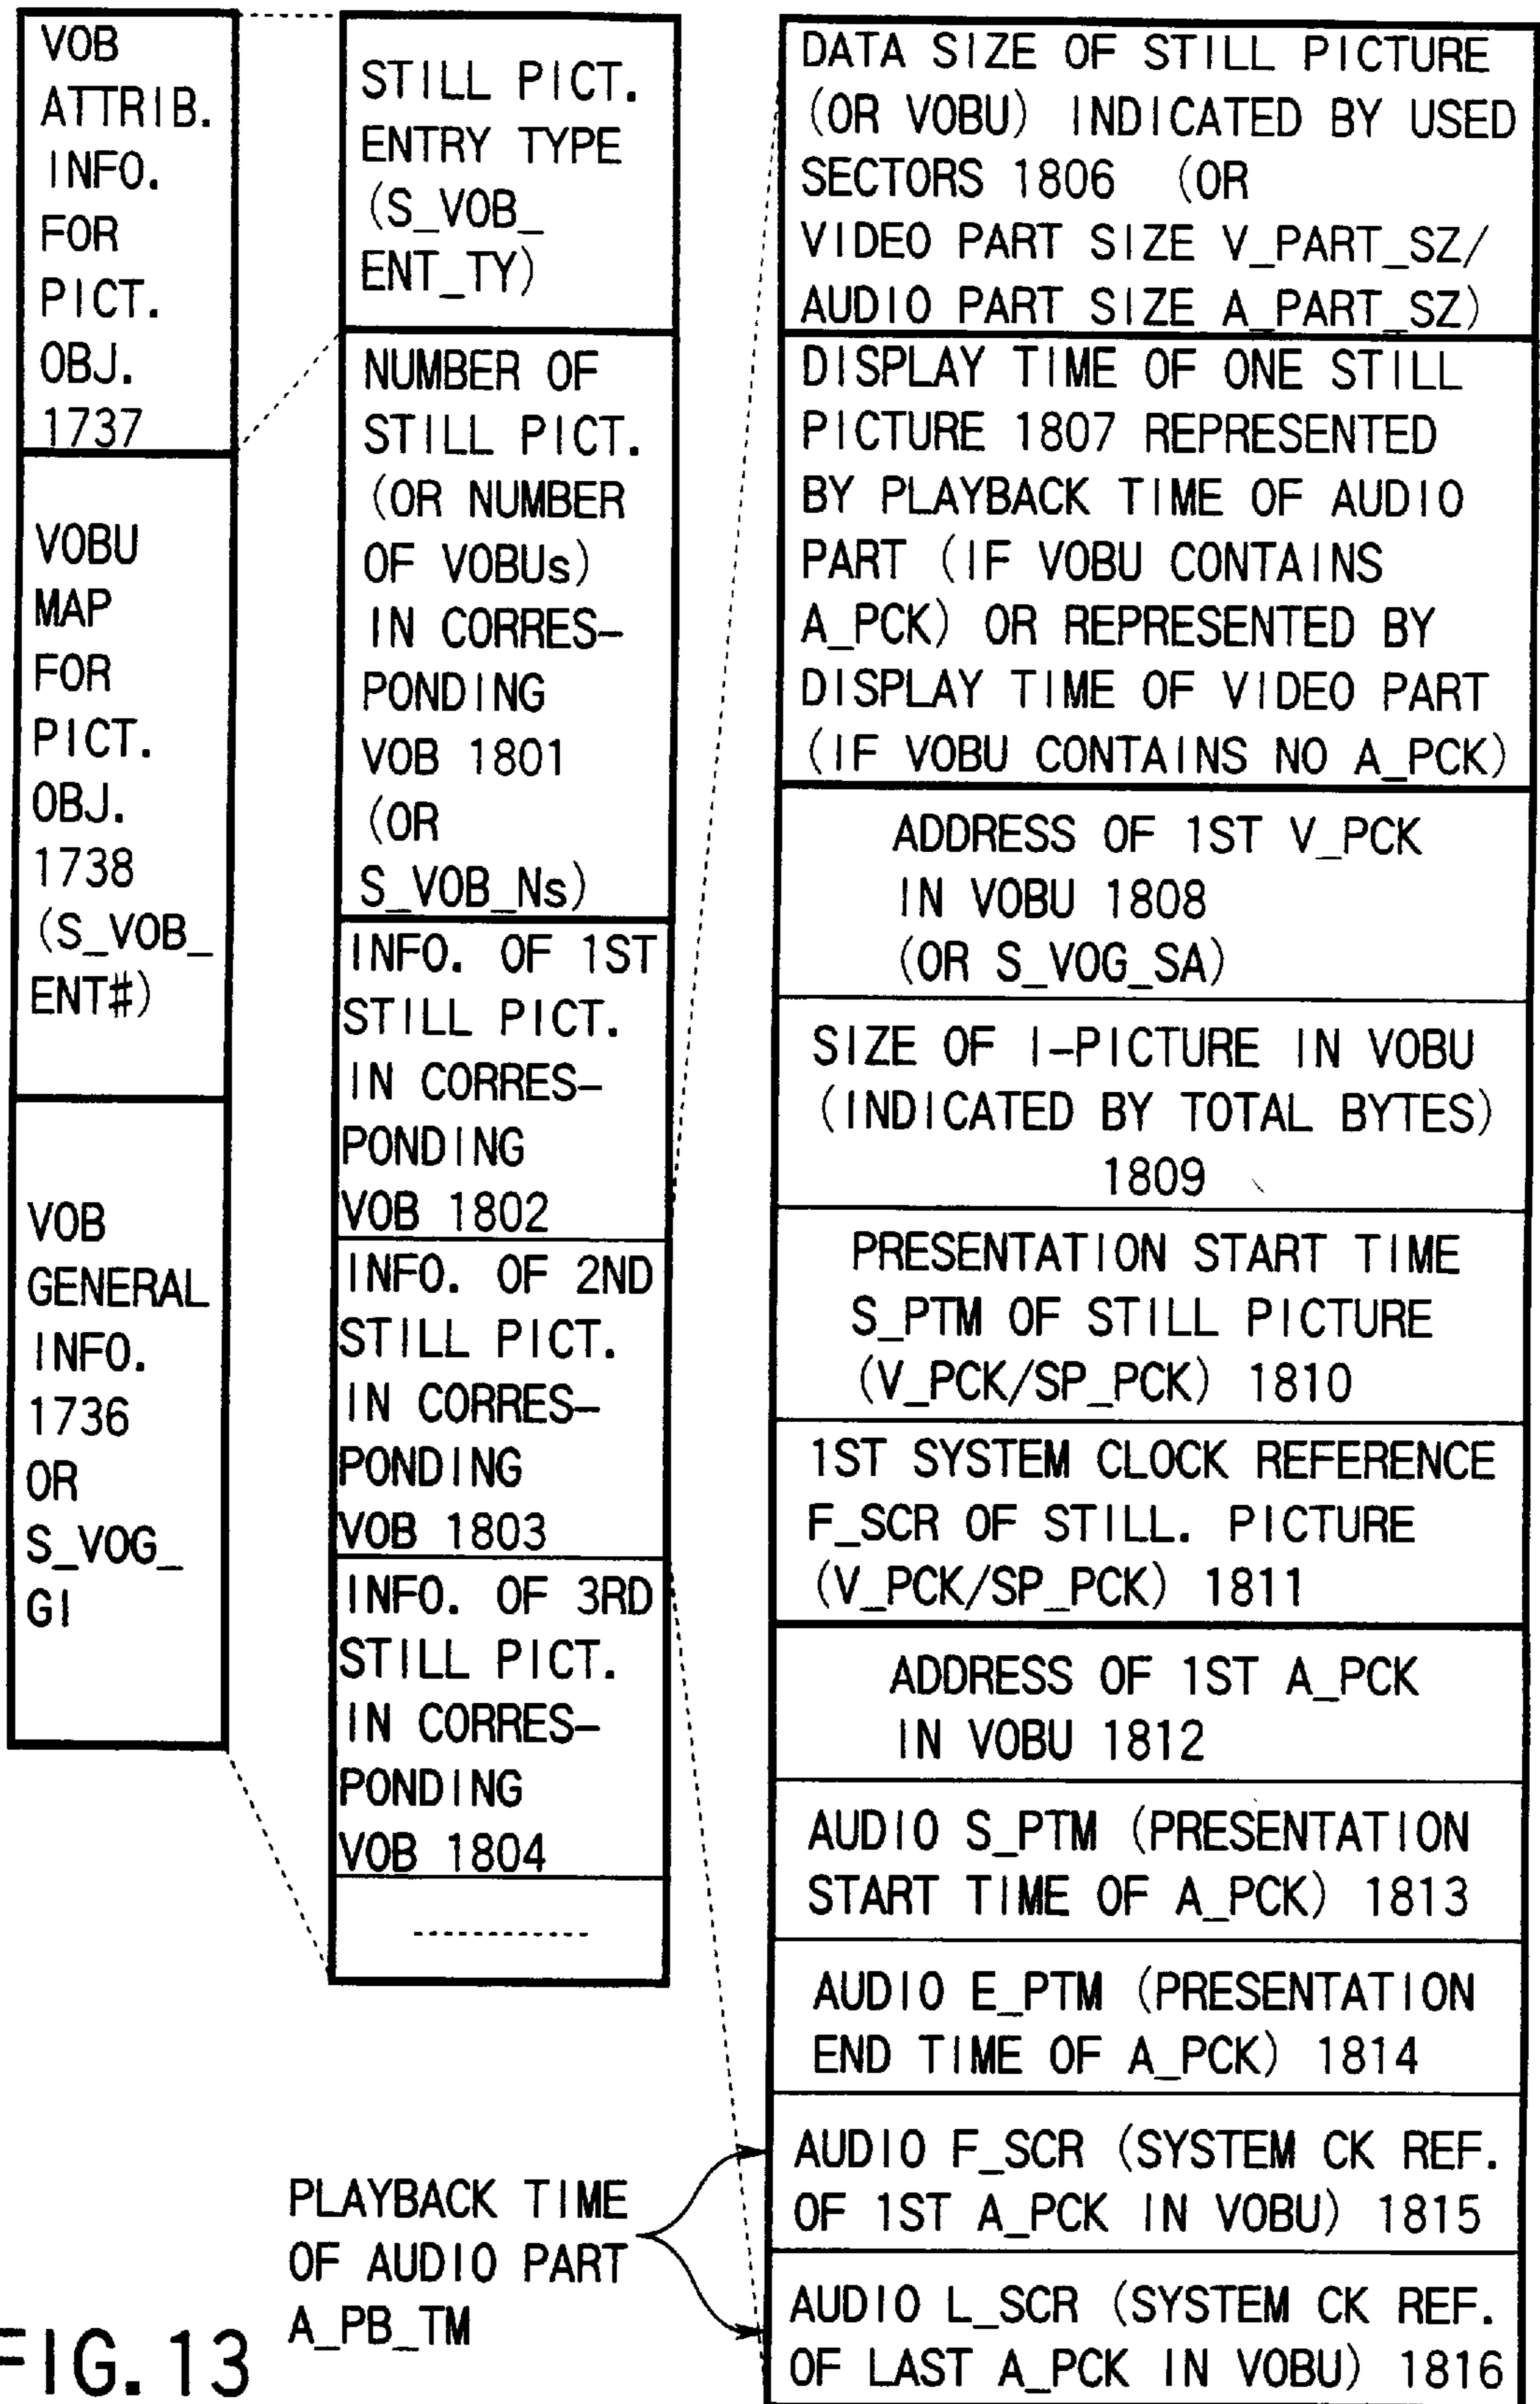 VOB
ATTRIB.
INFO.
FOR
PICT.
OBJ.
1737
VOBU
MAP
FOR
PICT.
OBJ.
1738
(S_VOB_
ENT#)
VOB
GENERAL
INFO.
1736
OR
S_VOG_
GI
STILL PICT.
ENTRY TYPE
(S_VOB_
ENT_TY)
NUMBER OF
STILL PICT.
(OR NUMBER
OF VOBUs)
IN CORRES-
PONDING
VOB 1801
(OR
S_VOB_Ns)
INFO. OF 1ST
STILL PICT.
IN CORRES-
PONDING
VOB 1802
INFO. OF 2ND
STILL PICT.
IN CORRES-
PONDING
VOB 1803
INFO. OF 3RD
STILL PICT.
IN CORRES-
PONDING
VOB 1804
DATA SIZE OF STILL PICTURE
(OR VOBU) INDICATED BY USED
SECTORS 1806 (OR
VIDEO PART SIZE V_PART_SZ/
AUDIO PART SIZE A_PART_SZ)
DISPLAY TIME OF ONE STILL
PICTURE 1807 REPRESENTED
BY PLAYBACK TIME OF AUDIO
PART (IF VOBU CONTAINS
A_PCK) OR REPRESENTED BY
DISPLAY TIME OF VIDEO PART
(IF VOBU CONTAINS NO A_PCK)
ADDRESS OF 1ST V_PCK
IN VOBU 1808
(OR S_VOG_SA)
SIZE OF I-PICTURE IN VOBU
(INDICATED BY TOTAL BYTES)
1809
PRESENTATION START TIME
S_PTM OF STILL PICTURE
(V_PCK/SP_PCK) 1810
1ST SYSTEM CLOCK REFERENCE
F_SCR OF STILL. PICTURE
(V_PCK/SP_PCK) 1811
ADDRESS OF 1ST A_PCK
IN VOBU 1812
AUDIO S_PTM (PRESENTATION
START TIME OF A_PCK) 1813
AUDIO E_PTM (PRESENTATION
END TIME OF A_PCK) 1814
AUDIO F_SCR (SYSTEM CK REF.
OF 1ST A_PCK IN VOBU) 1815
AUDIO L_SCR (SYSTEM CK REF.
OF LAST A_PCK IN VOBU) 1816
PLAYBACK TIME
OF AUDIO PART
A_PB_TM
FIG. 13